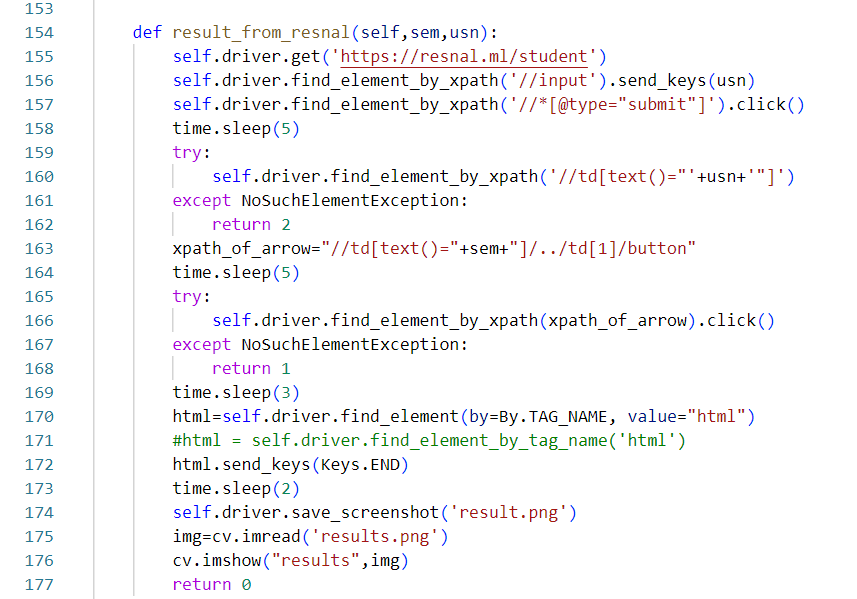 153
154 def result_from_resnal(self,sem,usn):
155 self.driver.get('https://resnal.ml/student')
156 self.driver.find_element_by_xpath('//input').send_keys(usn)
157 self.driver.find_element_by_xpath('//*[@type="submit"]').click()
158 time.sleep(5)
159 try:
160 self.driver.find_element_by_xpath('//td[text()="'+usn+'"]')
161 except NoSuchElementException:
162 return 2
163 xpath_of_arrow="//td[text()="+sem+"]/../td[1]/button"
164 time.sleep(5)
165 try:
166 self.driver.find_element_by_xpath(xpath_of_arrow).click()
167 except NoSuchElementException:
168 return 1
169 time.sleep(3)
170 html=self.driver.find_element(by=By.TAG_NAME, value="html")
171 #html = self.driver.find_element_by_tag_name('html')
172 html.send_keys(Keys.END)
173 time.sleep(2)
174 self.driver.save_screenshot('result.png')
175 img=cv.imread('results.png')
176 cv.imshow("results",img)
177 return 0